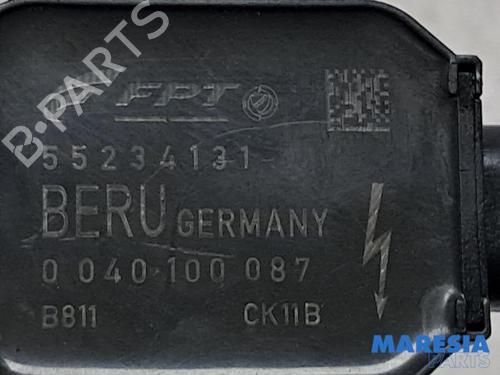 B-PARTS
FPT
55234131
BERU GERMANY
0 040 100 087
B811 CK11B
MARESIA
PARTS